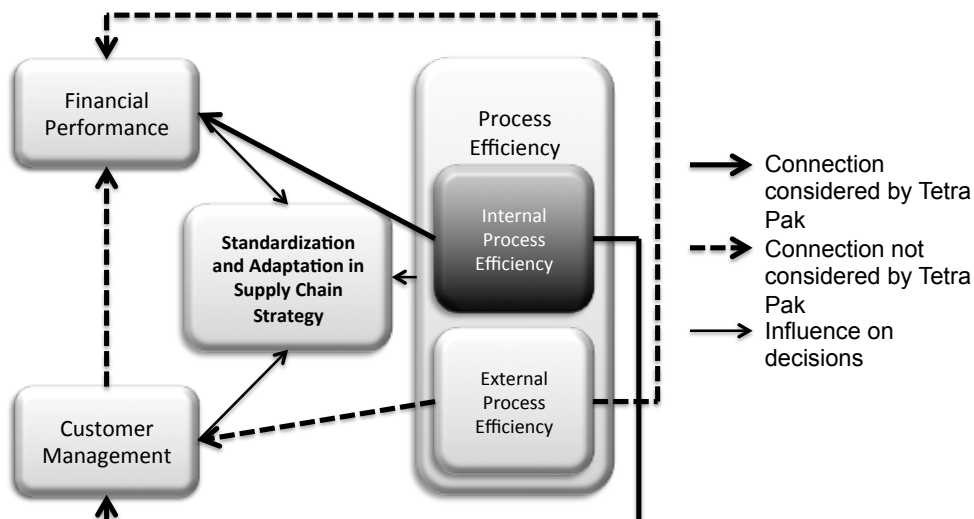 Financial
Performance
Process
Efficiency
Internal
Process
Efficiency
Standardization
and Adaptation in
Supply Chain
Strategy
External
Process
Efficiency
Customer
Management
Connection
considered by Tetra
Pak
Connection not
considered by Tetra
Pak
Influence on
decisions